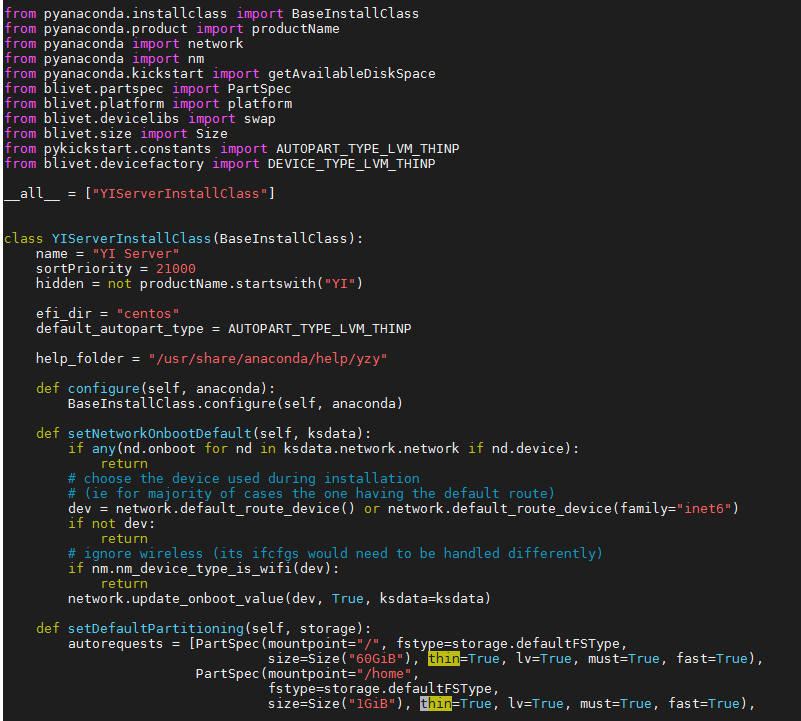 from pyanaconda.installclass import BaseInstallClass
from pyanaconda.product import productName
from pyanaconda import network
from pyanaconda import nm
from pyanaconda.kickstart import getAvailableDiskSpace
from blivet.partspec import PartSpec
from blivet.platform import platform
from blivet.devicelibs import swap
from blivet.size import Size
from pykickstart.constants import AUTOPART_TYPE_LVM_THINP
from blivet.devicefactory import DEVICE_TYPE_LVM_THINP
__all__ = ["YIServerInstallClass"]
class YIServerInstallClass(BaseInstallClass):
    name = "YI Server"
    sortPriority = 21000
    hidden = not productName.startswith("YI")
    efi_dir = "centos"
    default_autopart_type = AUTOPART_TYPE_LVM_THINP
    help_folder = "/usr/share/anaconda/help/yzy"
    def configure(self, anaconda):
        BaseInstallClass.configure(self, anaconda)
    def setNetworkOnbootDefault(self, ksdata):
        if any(nd.onboot for nd in ksdata.network.network if nd.device):
            return
        # choose the device used during installation
        # (ie for majority of cases the one having the default route)
        dev = network.default_route_device() or network.default_route_device(family="inet6")
        if not dev:
            return
        # ignore wireless (its ifcfgs would need to be handled differently)
        if nm.nm_device_type_is_wifi(dev):
            return
        network.update_onboot_value(dev, True, ksdata=ksdata)
    def setDefaultPartitioning(self, storage):
        autorequests = [PartSpec(mountpoint="/", fstype=storage.defaultFSType,
                                 size=Size("60GiB"), thin=True, lv=True, must=True, fast=True),
                        PartSpec(mountpoint="/home",
                                 fstype=storage.defaultFSType,
                                 size=Size("1GiB"), thin=True, lv=True, must=True, fast=True),